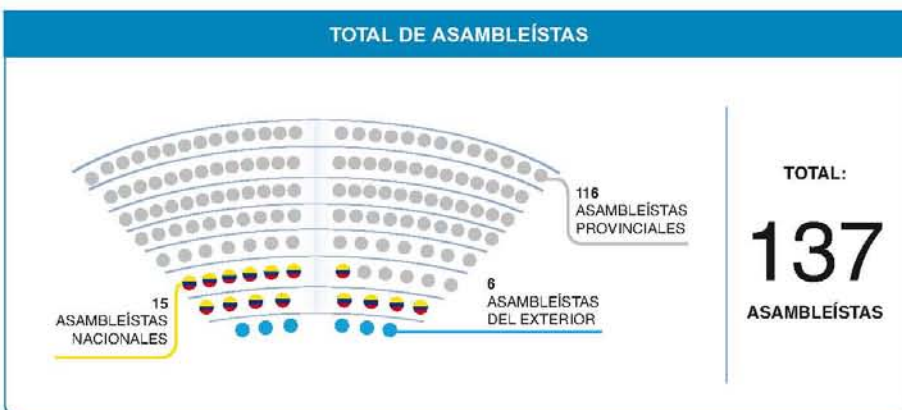 TOTAL DE ASAMBLEÍSTAS
116
ASAMBLEÍSTAS
PROVINCIALES
15
ASAMBLEÍSTAS
NACIONALES
6
ASAMBLEÍSTAS
DEL EXTERIOR
TOTAL:
137
ASAMBLEÍSTAS